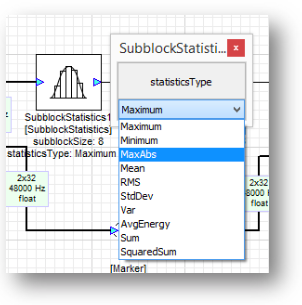 SubblockStatisti...
x
statisticsType
Maximum
Maximum
Minimum
MaxAbs
Mean
RMS
StdDev
Var
AvgEnergy
Sum
SquaredSum
SubblockStatistics1
[SubblockStatistics]
subblockSize: 8
statisticsType: Maximum
2x32
48000 Hz
float
2x32
8000 Hz
float
[Marker]